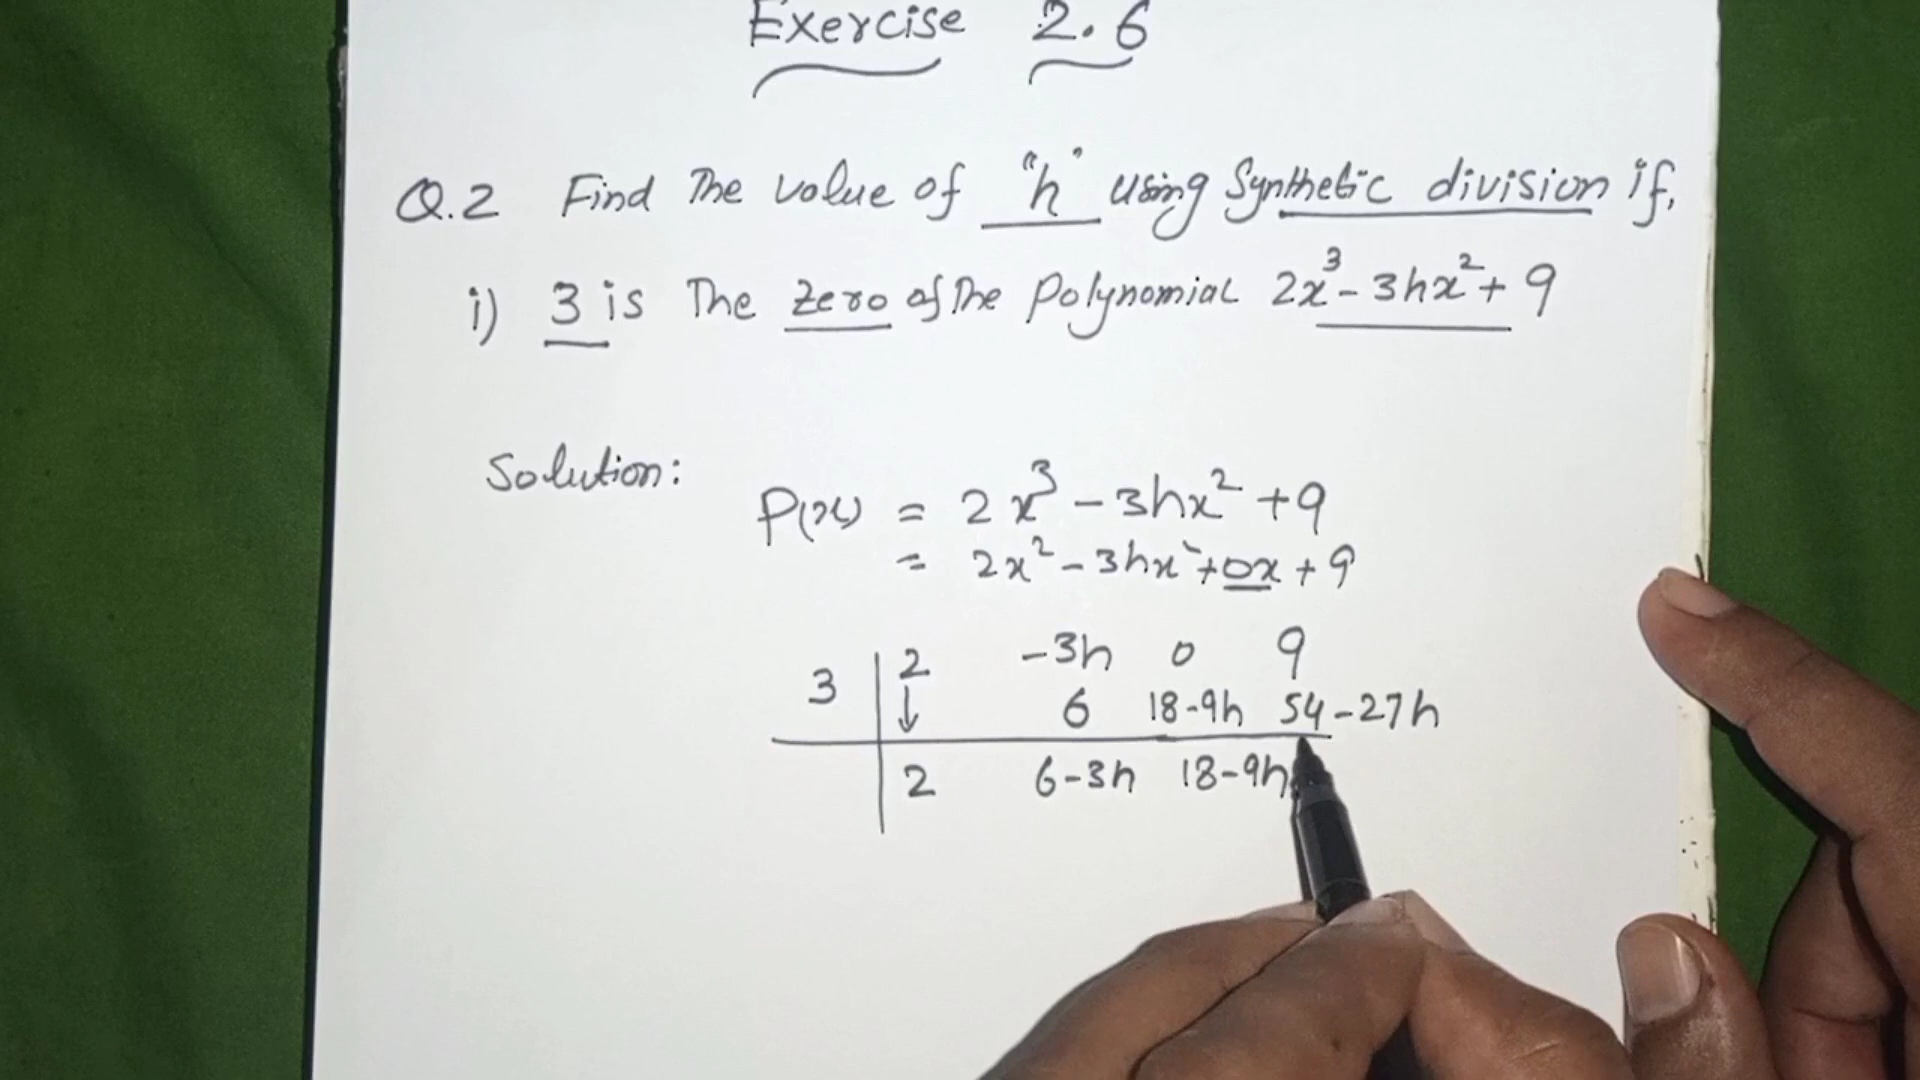 Exercise 2.6
Q.2 Find The value of "h" using Synthetic division if,
i) 3 is The Zero of The Polynomial 2x³ - 3hx² + 9
Solution:
P(x) = 2x³ - 3hx² + 9
= 2x² - 3hx² + 0x + 9
3 2 -3h 0 9
↓ 6 18-9h 54-27h
2 6-3h 18-9h